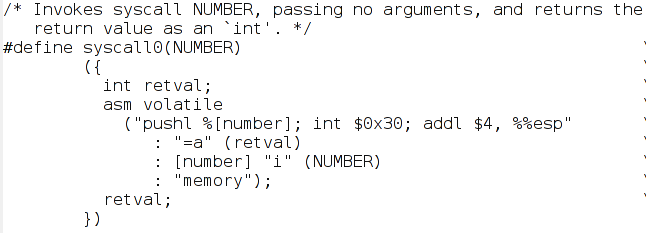 /* Invokes syscall NUMBER, passing no arguments, and returns the
   return value as an `int'. */
#define syscall0(NUMBER)
        ({
          int retval;
          asm volatile
            ("pushl %[number]; int $0x30; addl $4, %%esp"
               : "=a" (retval)
               : [number] "i" (NUMBER)
               : "memory");
          retval;
        })